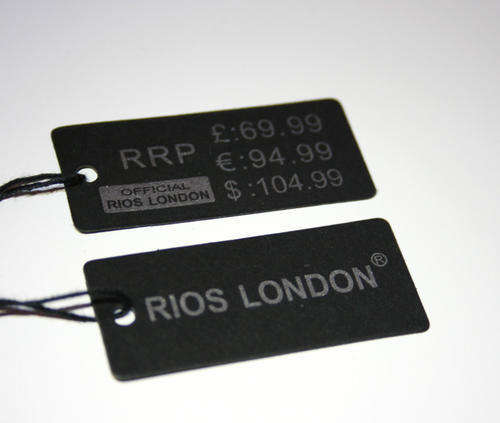 RRP
£:69.99
€:94.99
$:104.99
OFFICIAL
RIOS LONDON
RIOS LONDON®